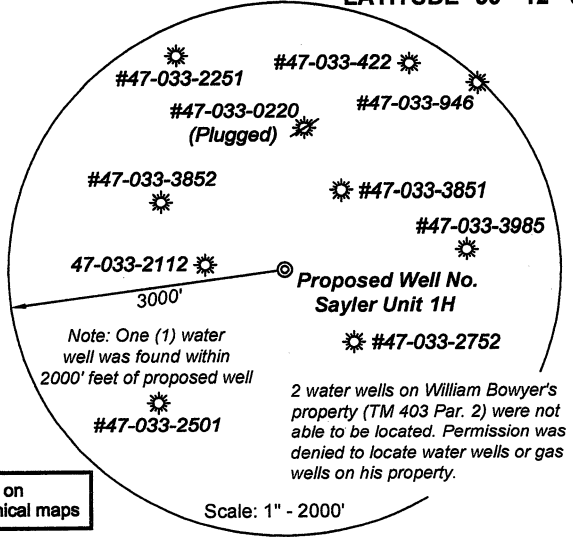 #47-033-2251
#47-033-422
#47-033-0220
(Plugged)
#47-033-946
#47-033-3852
#47-033-3851
#47-033-3985
47-033-2112
3000'
Proposed Well No.
Sayler Unit 1H
Note: One (1) water
well was found within
2000' feet of proposed well
#47-033-2752
#47-033-2501
2 water wells on William Bowyer's
property (TM 403 Par. 2) were not
able to be located. Permission was
denied to locate water wells or gas
wells on his property.
on
nical maps
Scale: 1" - 2000'